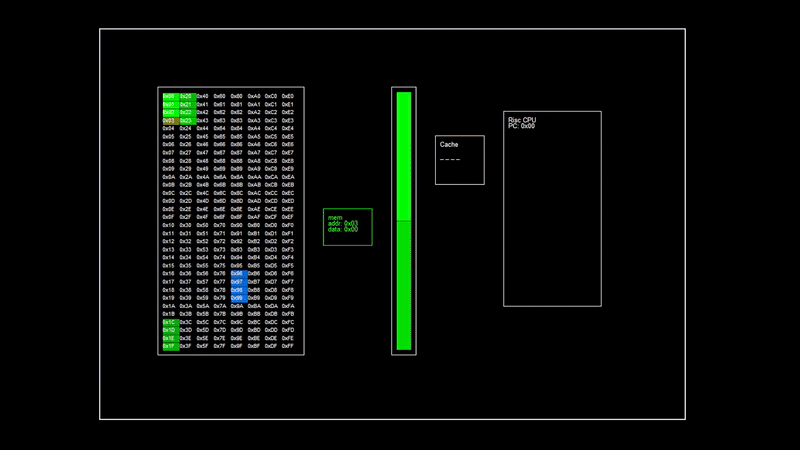 0x00 0x20 0x40 0x60 0x80 0xA0 0xC0 0xE0
0x01 0x21 0x41 0x61 0x81 0xA1 0xC1 0xE1
0x02 0x22 0x42 0x62 0x82 0xA2 0xC2 0xE2
0x03 0x23 0x43 0x63 0x83 0xA3 0xC3 0xE3
0x04 0x24 0x44 0x64 0x84 0xA4 0xC4 0xE4
0x05 0x25 0x45 0x65 0x85 0xA5 0xC5 0xE5
0x06 0x26 0x46 0x66 0x86 0xA6 0xC6 0xE6
0x07 0x27 0x47 0x67 0x87 0xA7 0xC7 0xE7
0x08 0x28 0x48 0x68 0x88 0xA8 0xC8 0xE8
0x09 0x29 0x49 0x69 0x89 0xA9 0xC9 0xE9
0x0A 0x2A 0x4A 0x6A 0x8A 0xAA 0xCA 0xEA
0x0B 0x2B 0x4B 0x6B 0x8B 0xAB 0xCB 0xEB
0x0C 0x2C 0x4C 0x6C 0x8C 0xAC 0xCC 0xEC
0x0D 0x2D 0x4D 0x6D 0x8D 0xAD 0xCD 0xED
0x0E 0x2E 0x4E 0x6E 0x8E 0xAE 0xCE 0xEE
0x0F 0x2F 0x4F 0x6F 0x8F 0xAF 0xCF 0xEF
0x10 0x30 0x50 0x70 0x90 0xB0 0xD0 0xF0
0x11 0x31 0x51 0x71 0x91 0xB1 0xD1 0xF1
0x12 0x32 0x52 0x72 0x92 0xB2 0xD2 0xF2
0x13 0x33 0x53 0x73 0x93 0xB3 0xD3 0xF3
0x14 0x34 0x54 0x74 0x94 0xB4 0xD4 0xF4
0x15 0x35 0x55 0x75 0x95 0xB5 0xD5 0xF5
0x16 0x36 0x56 0x76 0x96 0xB6 0xD6 0xF6
0x17 0x37 0x57 0x77 0x97 0xB7 0xD7 0xF7
0x18 0x38 0x58 0x78 0x98 0xB8 0xD8 0xF8
0x19 0x39 0x59 0x79 0x99 0xB9 0xD9 0xF9
0x1A 0x3A 0x5A 0x7A 0x9A 0xBA 0xDA 0xFA
0x1B 0x3B 0x5B 0x7B 0x9B 0xBB 0xDB 0xFB
0x1C 0x3C 0x5C 0x7C 0x9C 0xBC 0xDC 0xFC
0x1D 0x3D 0x5D 0x7D 0x9D 0xBD 0xDD 0xFD
0x1E 0x3E 0x5E 0x7E 0x9E 0xBE 0xDE 0xFE
0x1F 0x3F 0x5F 0x7F 0x9F 0xBF 0xDF 0xFF
mem
addr: 0x03
data: 0x00
Cache
_ _ _ _
Risc CPU
PC: 0x00